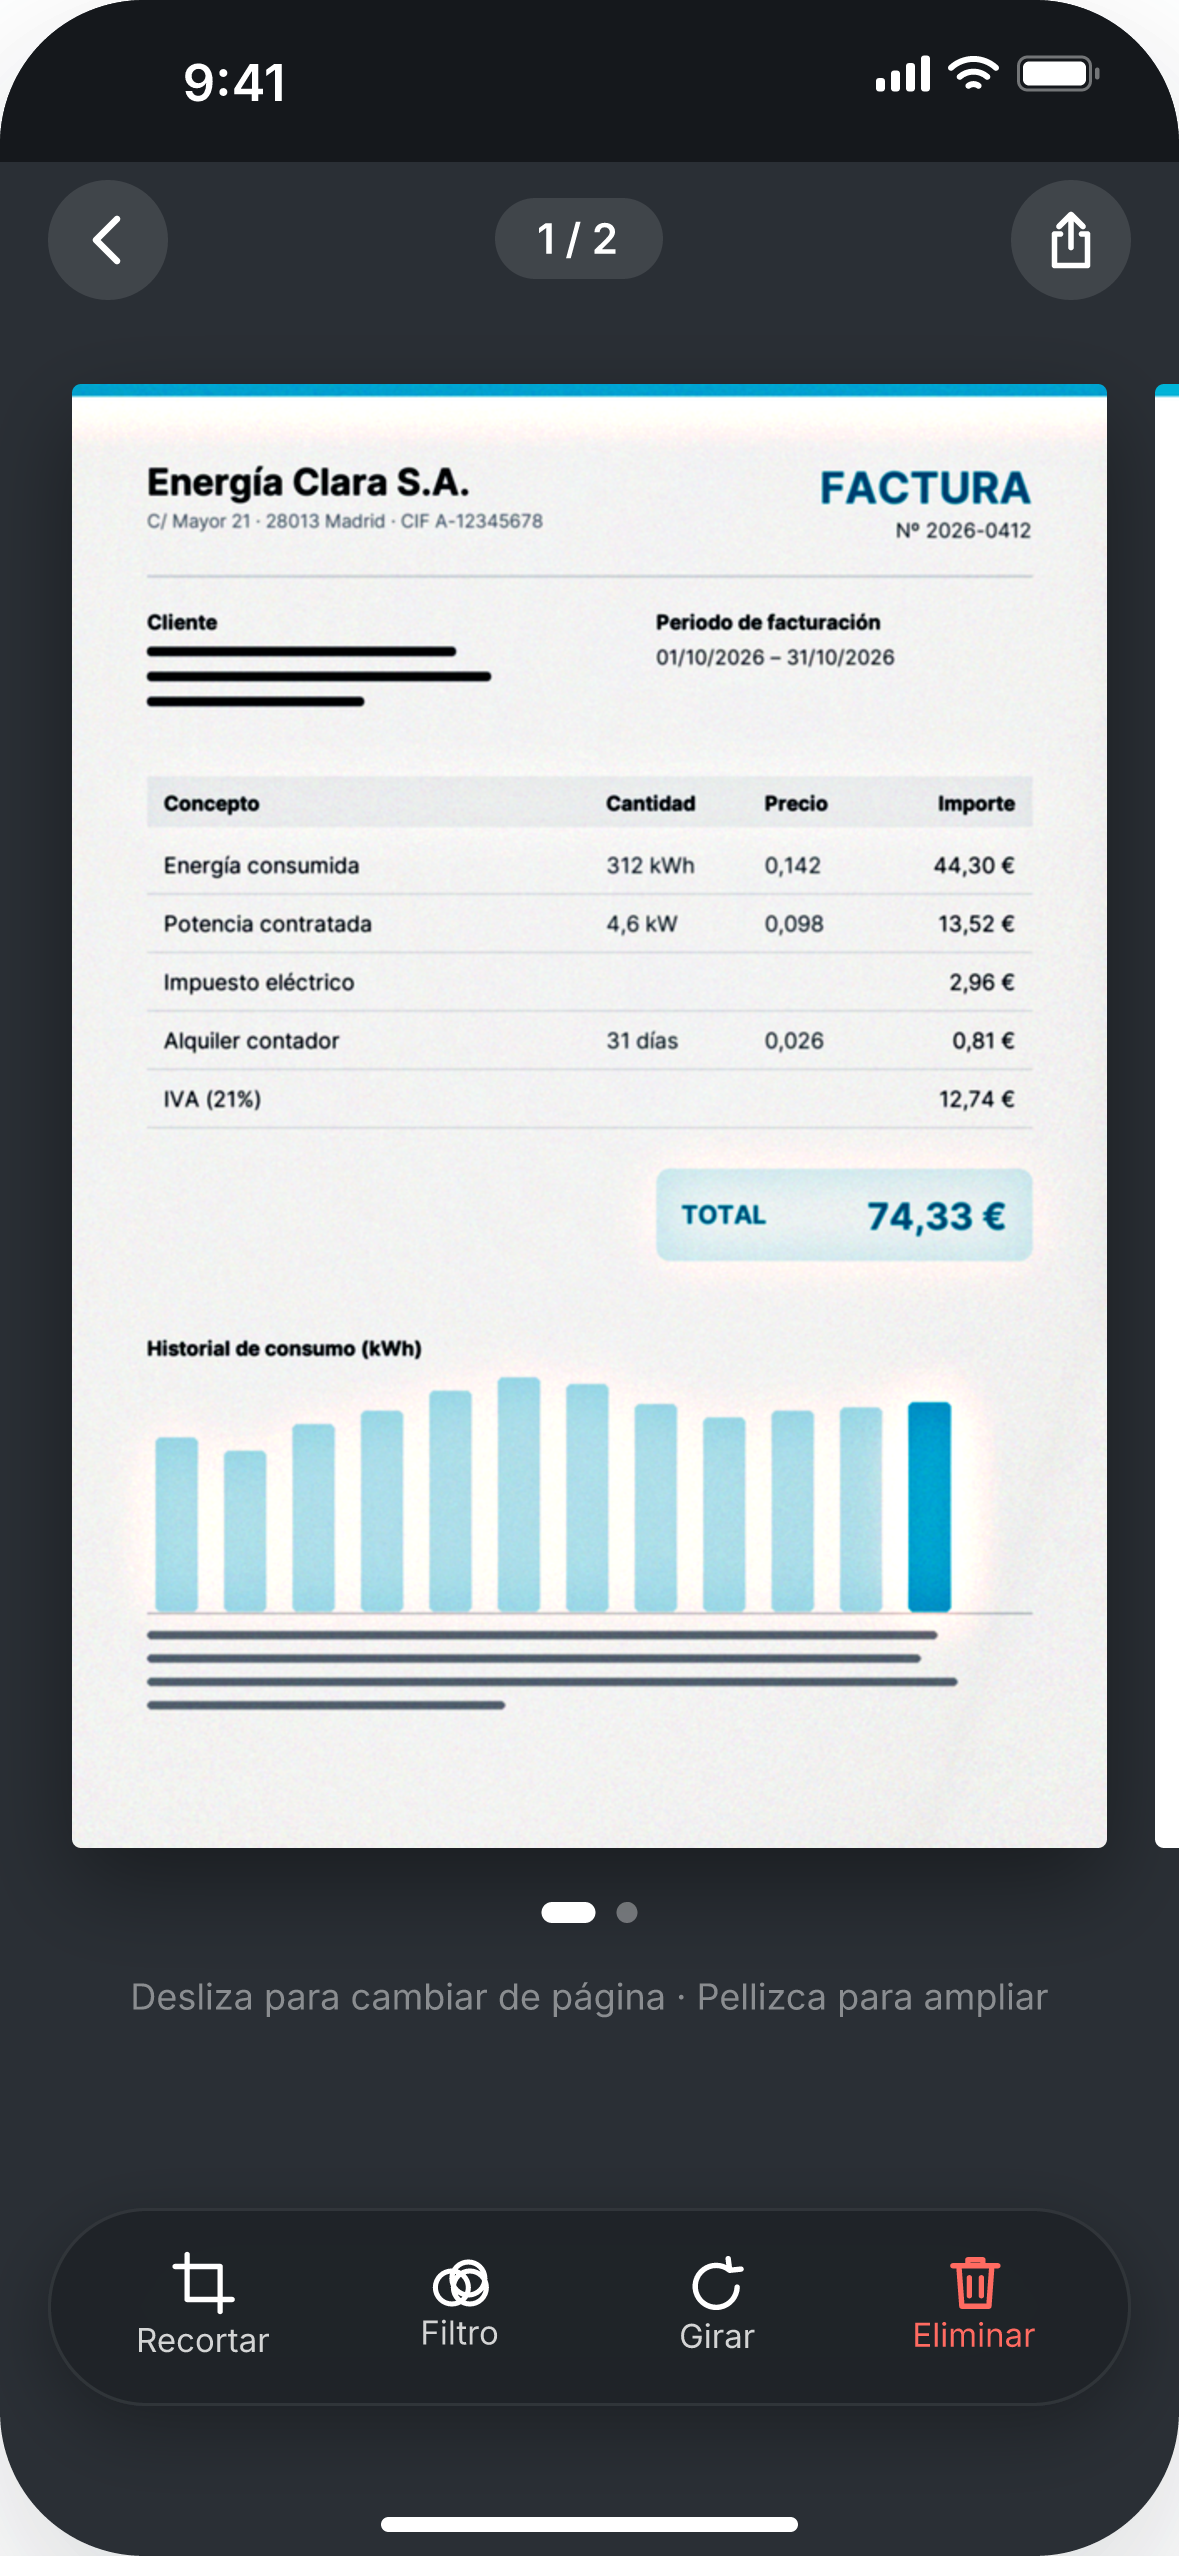 9:41
1 / 2
Energía Clara S.A.
C/ Mayor 21 · 28013 Madrid · CIF A-12345678
FACTURA
Nº 2026-0412
Cliente
Periodo de facturación
01/10/2026 – 31/10/2026
Concepto Cantidad Precio Importe
Energía consumida 312 kWh 0,142 44,30 €
Potencia contratada 4,6 kW 0,098 13,52 €
Impuesto eléctrico 2,96 €
Alquiler contador 31 días 0,026 0,81 €
IVA (21%) 12,74 €
TOTAL 74,33 €
Historial de consumo (kWh)
Desliza para cambiar de página · Pellizca para ampliar
Recortar Filtro Girar Eliminar